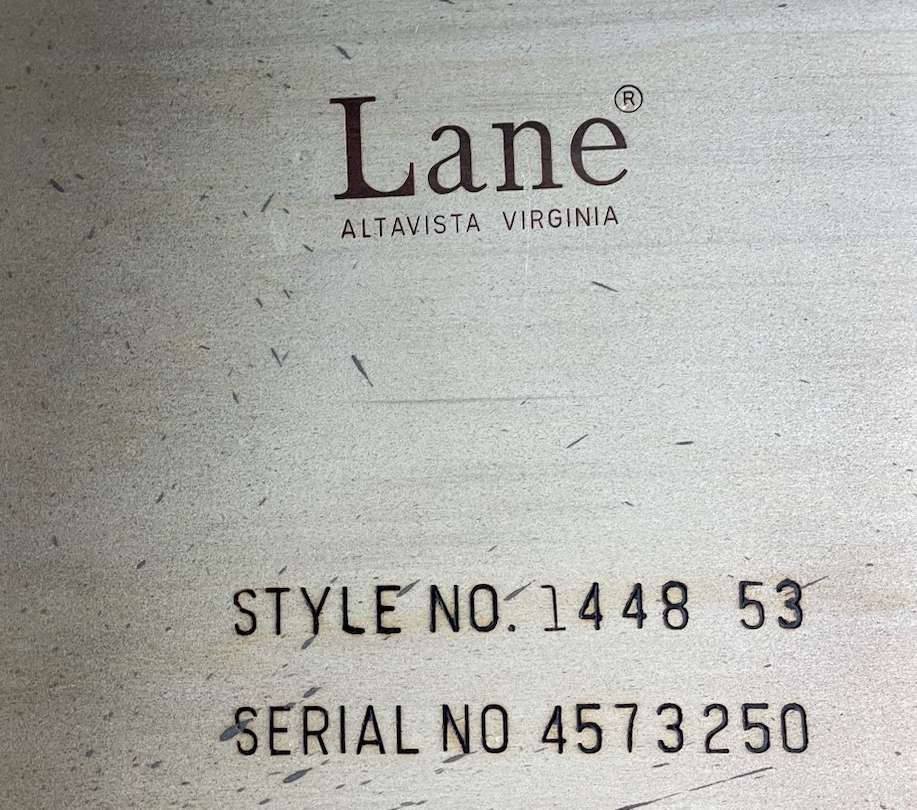 Lane®
ALTAVISTA VIRGINIA
STYLE NO. 1448 53
SERIAL NO 4573250